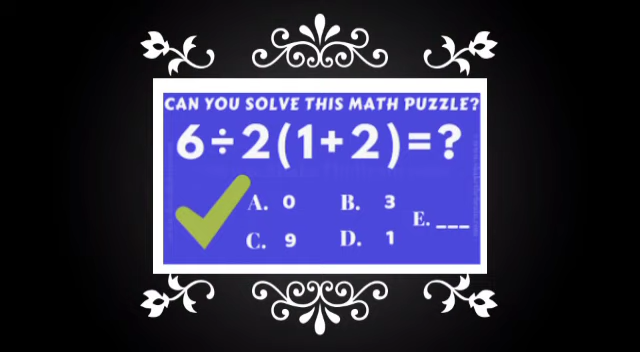 CAN YOU SOLVE THIS MATH PUZZLE?
6÷2(1+2)=?
A. 0 B. 3
E. ___
C. 9 D. 1